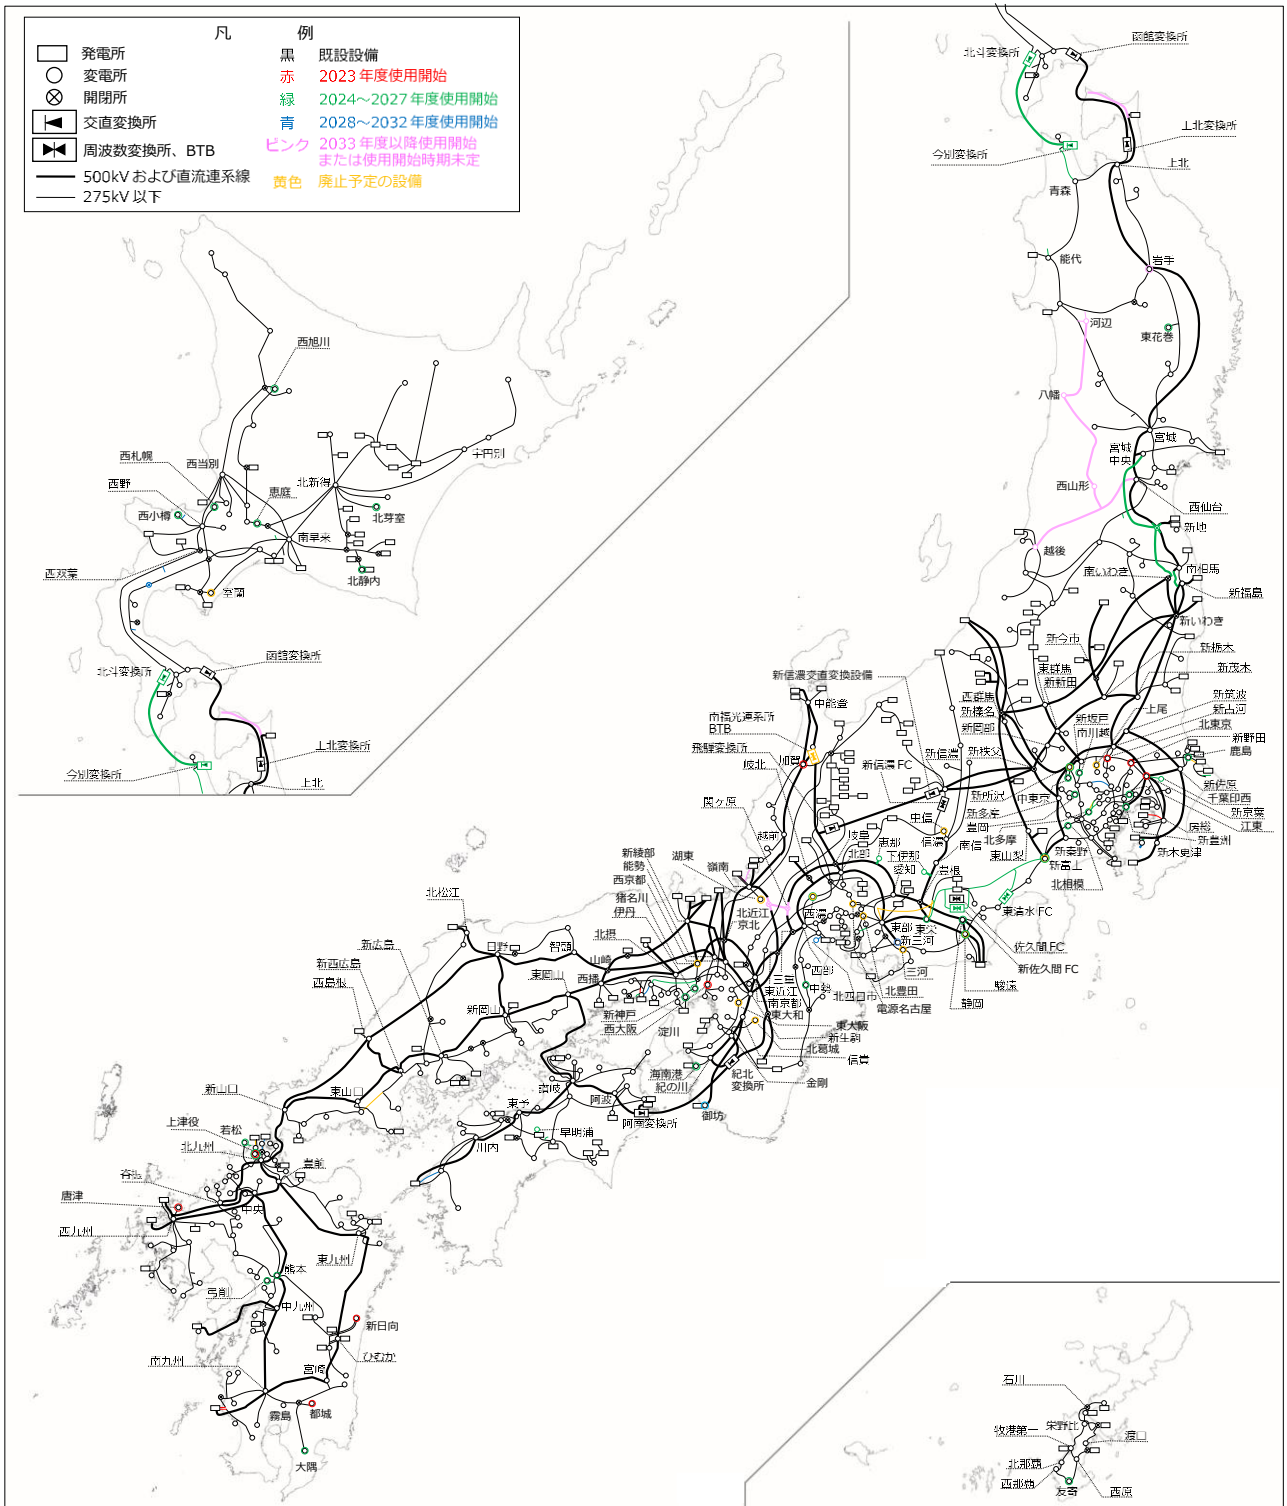 凡 例
発電所
変電所
開閉所
交直変換所
周波数変換所、BTB
500kV および直流連系線
275kV 以下
黒 既設設備
赤 2023 年度使用開始
緑 2024～2027 年度使用開始
青 2028～2032 年度使用開始
ピンク 2033 年度以降使用開始
または使用開始時期未定
黄色 廃止予定の設備
西旭川
西札幌
西当別
西野
恵庭
西小樽
北新得
宇円別
北芽室
南早来
北静内
西双葉
室蘭
北斗変換所
函館変換所
今別変換所
上北変換所
上北
北斗変換所
函館変換所
今別変換所
上北変換所
上北
青森
能代
岩手
河辺
東花巻
八幡
宮城
宮城
中央
西山形
西仙台
新地
越後
南いわき
南相馬
新福島
新いわき
新今市
新栃木
東群馬
新新田
新茂木
西群馬
新榛名
新岡部
新坂戸
南川越
上尾
新筑波
新古河
北東京
新野田
鹿島
新秩父
新信濃
新信濃交直変換設備
新信濃 FC
新所沢
中東京
新多摩
豊岡
北多摩
新佐原
千葉印西
新京葉
江東
房総
新豊洲
新木更津
新秦野
新富士
北相模
東山梨
東清水 FC
佐久間 FC
新佐久間 FC
駿遠
静岡
中能登
南福光連系所
BTB
飛騨変換所
加賀
岐北
関ヶ原
越前
嶺南
湖東
新綾部
能勢
西京都
猪名川
伊丹
北摂
山崎
西播
北近江
京北
岐阜
北部
恵那
下伊那
愛知
中信
信濃
南信
豊根
西濃
東部
東栄
新三河
三河
北豊田
電源名古屋
西部
中勢
北四日市
三重
東近江
南京都
東大和
東大阪
新生駒
北葛城
信貴
金剛
新神戸
西大阪
淀川
海南港
紀の川
紀北
変換所
御坊
阿南変換所
阿波
讃岐
東予
早明浦
川内
北松江
日野
智頭
東岡山
新岡山
新広島
新西広島
西島根
新山口
東山口
上津役
若松
北九州
豊前
中央
唐津
西九州
東九州
熊本
弓削
中九州
新日向
ひむか
宮崎
南九州
霧島
都城
大隅
石川
栄野比
牧港第一
渡口
北那覇
西那覇
友寄
西原